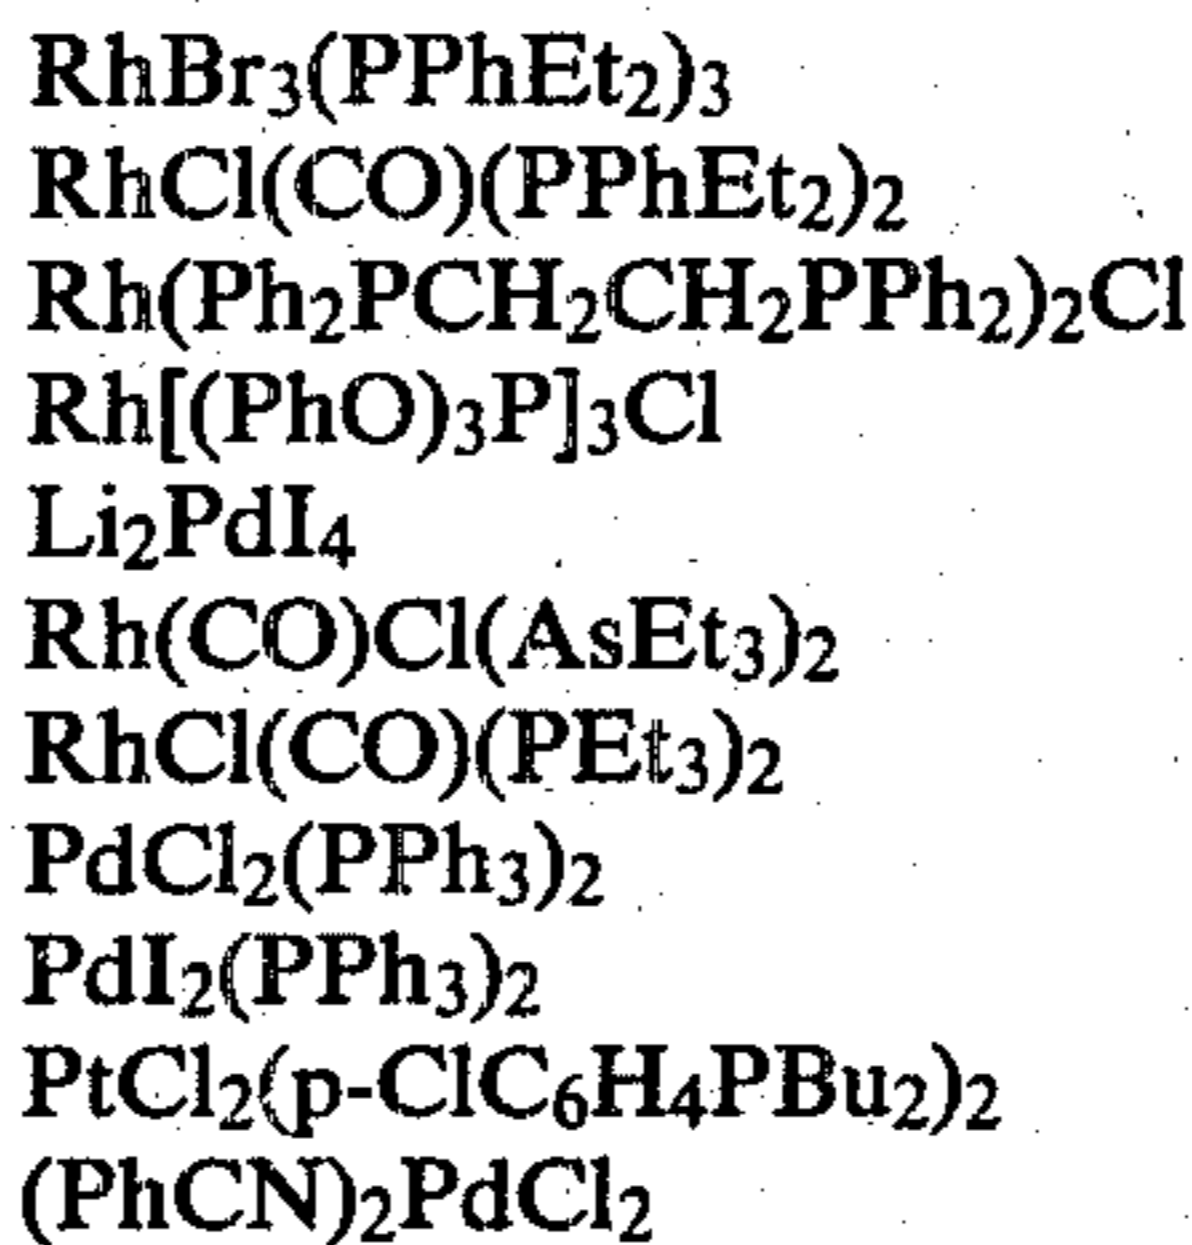 RhBr3(PPhEt2)3
RhCl(CO)(PPhEt2)2
Rh(Ph2PCH2CH2PPh2)2Cl
Rh[(PhO)3P]3Cl
Li2PdI4
Rh(CO)Cl(AsEt3)2
RhCl(CO)(PEt3)2
PdCl2(PPh3)2
PdI2(PPh3)2
PtCl2(p-ClC6H4PBu2)2
(PhCN)2PdCl2